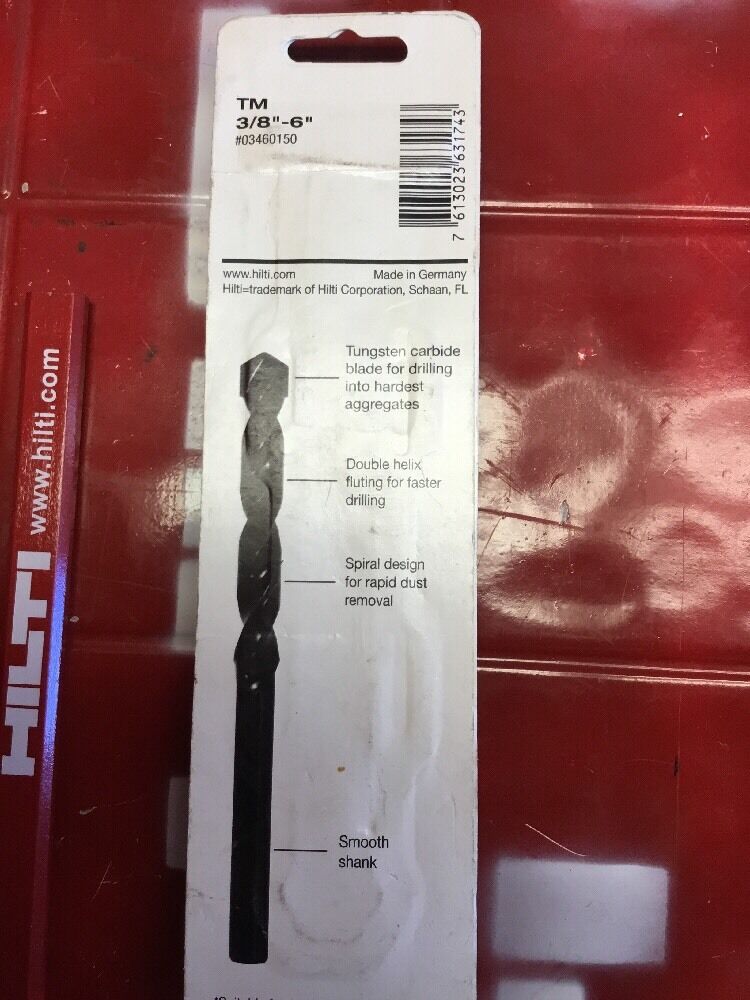 TM
3/8"-6"
#03460150
7 613023 631743
www.hilti.com Made in Germany
Hilti=trademark of Hilti Corporation, Schaan, FL
Tungsten carbide
blade for drilling
into hardest
aggregates
Double helix
fluting for faster
drilling
Spiral design
for rapid dust
removal
Smooth
shank
HILTI www.hilti.com